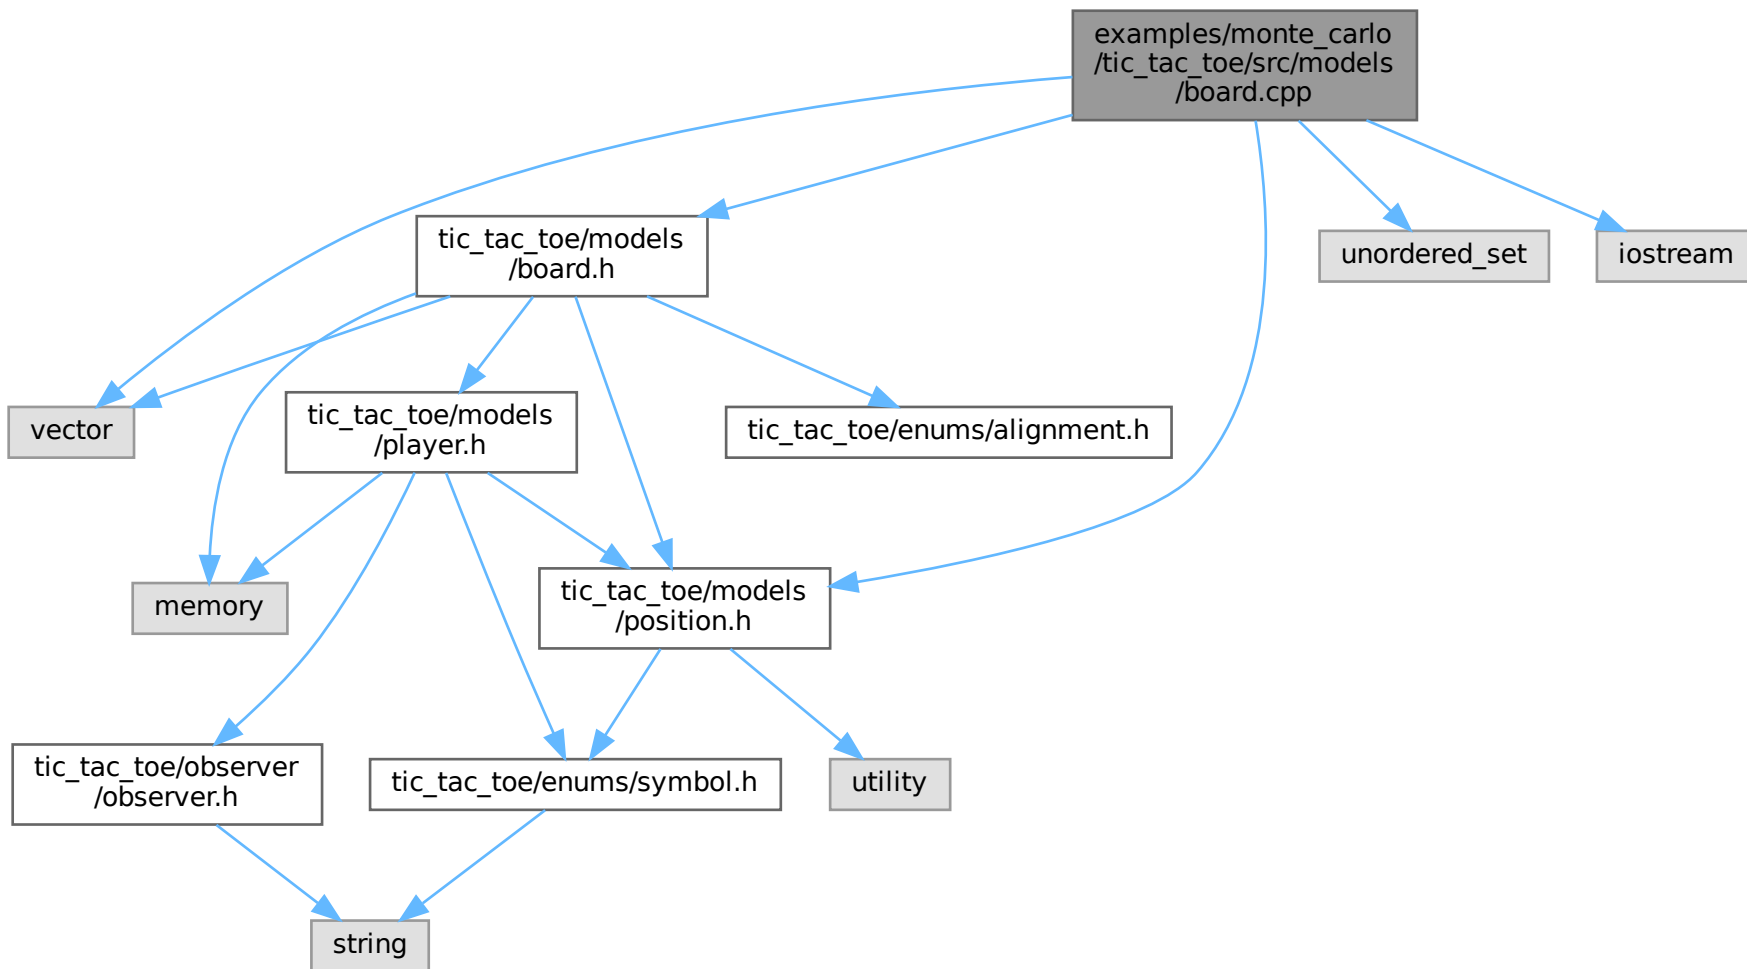 examples/monte_carlo
/tic_tac_toe/src/models
/board.cpp
tic_tac_toe/models
/board.h
unordered_set
iostream
vector
tic_tac_toe/models
/player.h
tic_tac_toe/enums/alignment.h
memory
tic_tac_toe/models
/position.h
tic_tac_toe/observer
/observer.h
tic_tac_toe/enums/symbol.h
utility
string